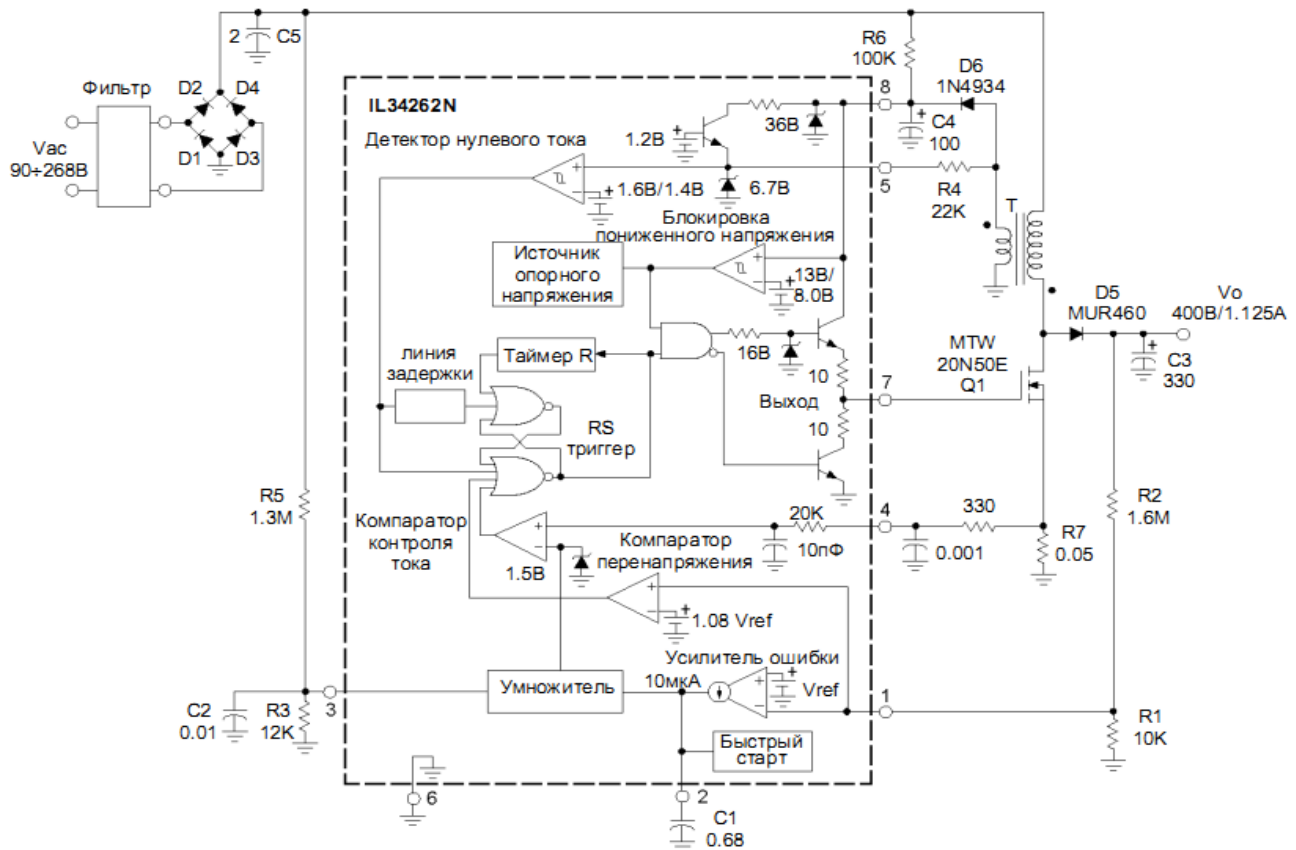 2
C5
R6
100K
D6
1N4934
Фильтр
D2
D4
D1
D3
Vac
90÷268В
IL34262N
8
36В
C4
100
1.2В
Детектор нулевого тока
5
R4
22K
T
1.6В/1.4В
6.7В
Блокировка
пониженного напряжения
Источник
опорного
напряжения
13В/
8.0В
D5
MUR460
Vo
400В/1.125А
MTW
20N50E
Q1
C3
330
линия
задержки
Таймер R
16В
10
7
Выход
10
RS
триггер
R5
1.3M
R2
1.6M
Компаратор
контроля
тока
20K
10пФ
4
330
0.001
R7
0.05
Компаратор
перенапряжения
1.5В
1.08 Vref
Усилитель ошибки
Умножитель
10мкА
Vref
1
C2
0.01
R3
12K
3
R1
10K
Быстрый
старт
6
2
C1
0.68